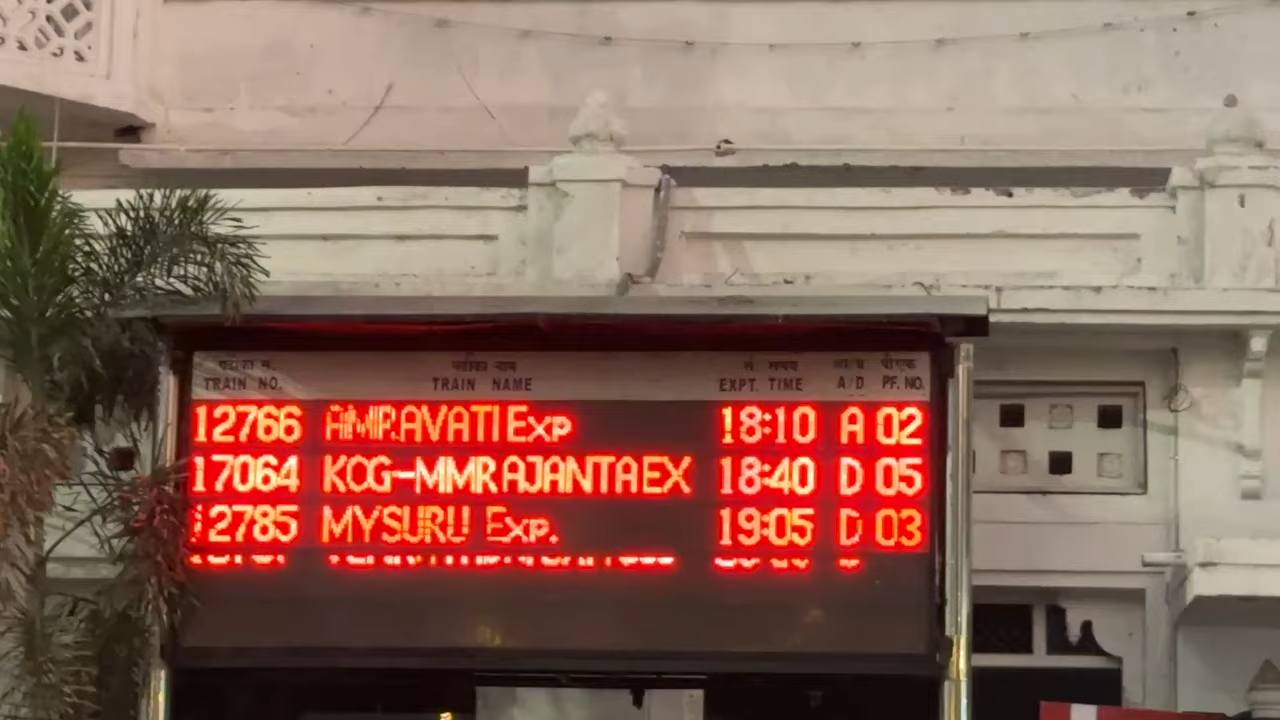 गाडीका नं. गाडीका नाम समय
TRAIN NO. TRAIN NAME EXPT. TIME A/D PF. NO.
12766 AMRAVATI Exp 18:10 A 02
17064 KCG-MMR AJANTA EX 18:40 D 05
12785 MYSURU Exp. 19:05 D 03